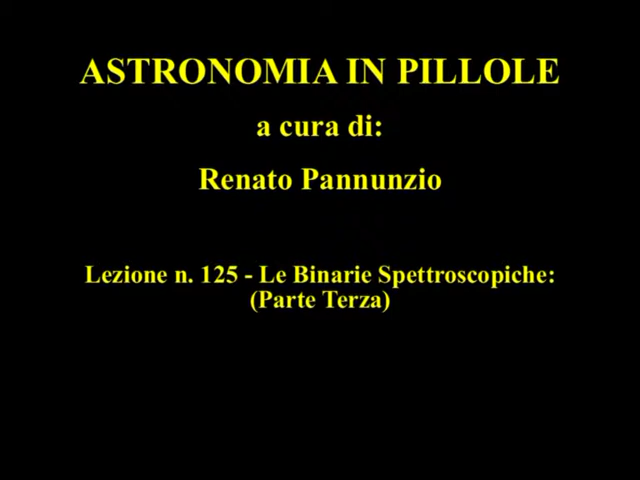 ASTRONOMIA IN PILLOLE
a cura di:
Renato Pannunzio
Lezione n. 125 - Le Binarie Spettroscopiche:
(Parte Terza)